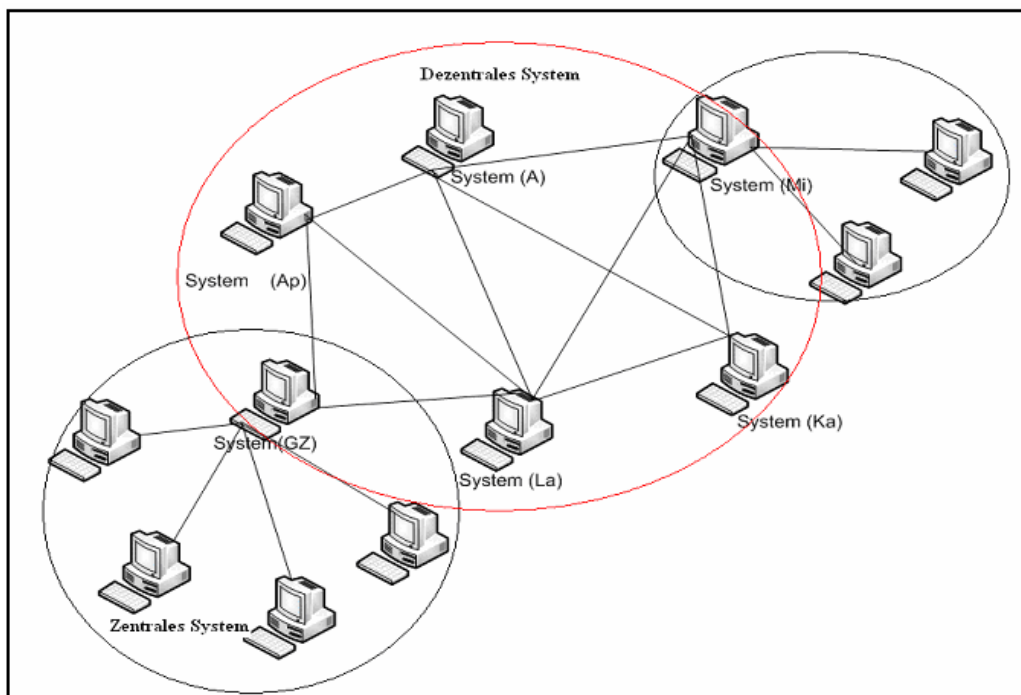 Dezentrales System
System (A)
System (Mi)
System (Ap)
System (Ka)
System(GZ)
System (La)
Zentrales System